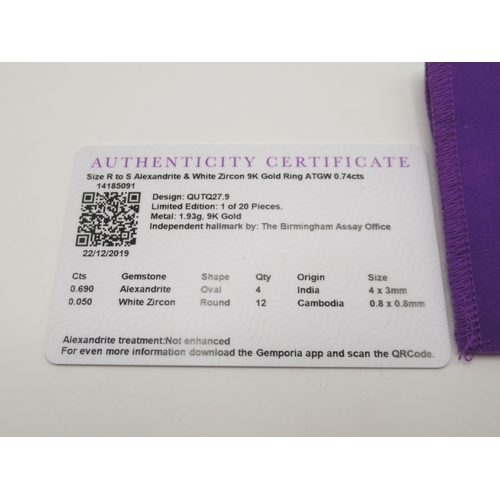 AUTHENTICITY CERTIFICATE
Size R to S Alexandrite & White Zircon 9K Gold Ring ATGW 0.74cts
14185091
Design: QUTQ27.9
Limited Edition: 1 of 20 Pieces.
Metal: 1.93g, 9K Gold
Independent hallmark by: The Birmingham Assay Office
22/12/2019
Cts Gemstone Shape Qty Origin Size
0.690 Alexandrite Oval 4 India 4 x 3mm
0.050 White Zircon Round 12 Cambodia 0.8 x 0.8mm
Alexandrite treatment:Not enhanced
For even more information download the Gemporia app and scan the QRCode.